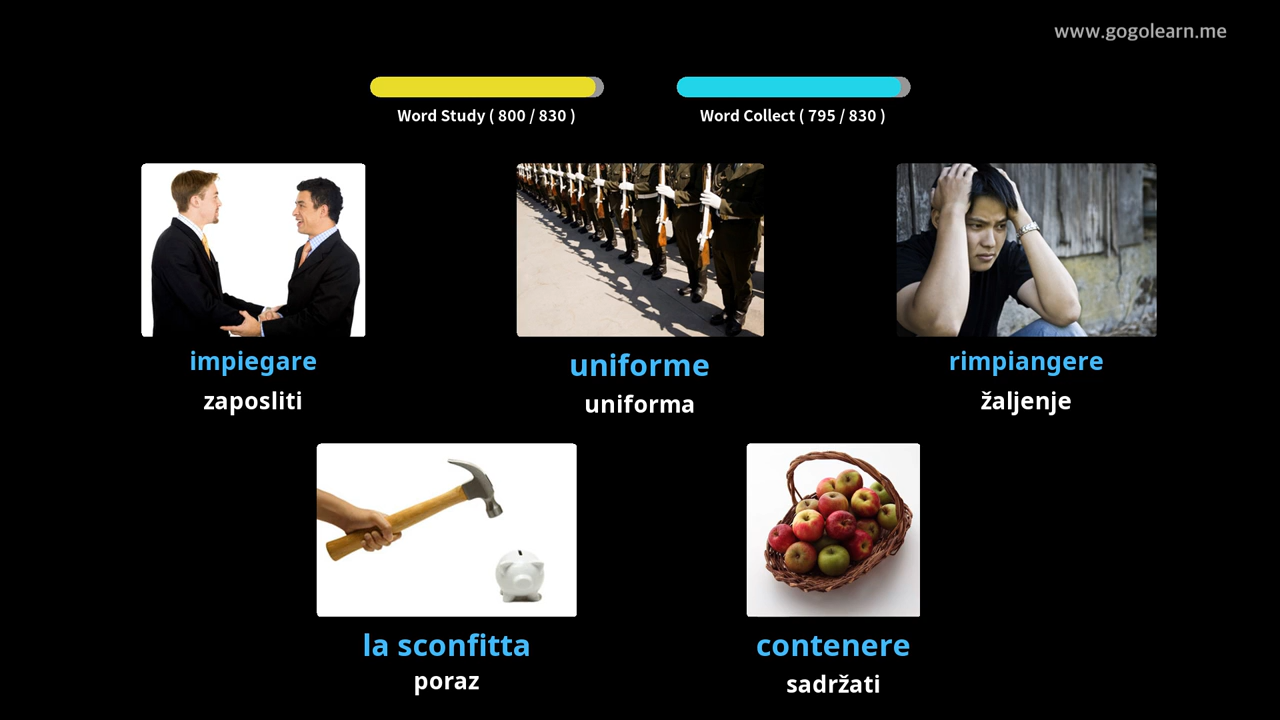 www.gogolearn.me
Word Study ( 800 / 830 )
Word Collect ( 795 / 830 )
impiegare
zaposliti
uniforme
uniforma
rimpiangere
žaljenje
la sconfitta
poraz
contenere
sadržati